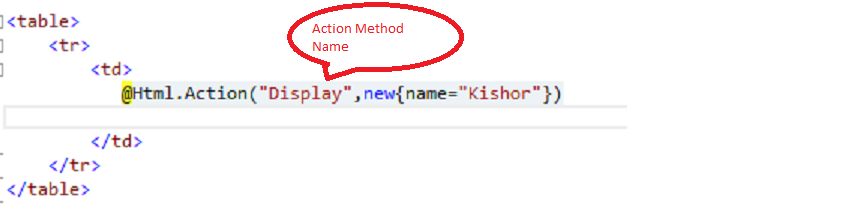 Action Method
Name
<table>
<tr>
<td>
@Html.Action("Display",new{name="Kishor"})
</td>
</tr>
</table>